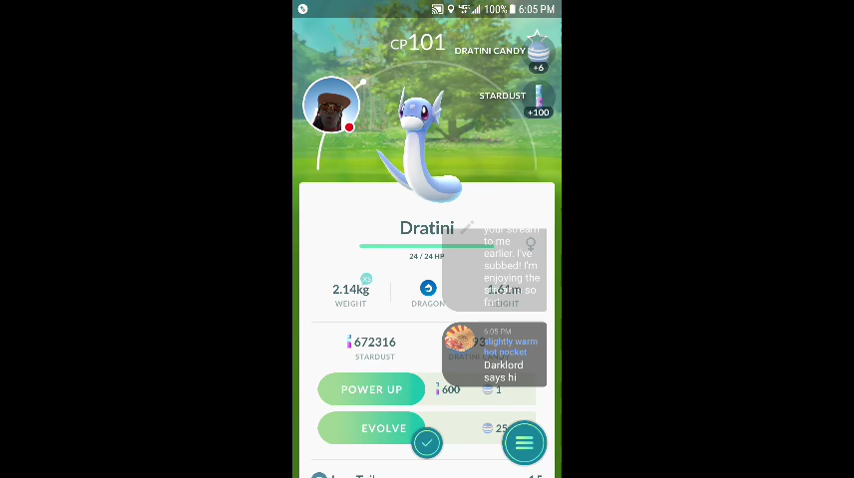 100% 6:05 PM
CP101
DRATINI CANDY
+6
STARDUST
+100
Dratini
24 / 24 HP
your stream
to me
earlier. I've
subbed! I'm
enjoying the
so
XS
2.14kg
WEIGHT
DRAGON
1.61m
672316
STARDUST
6:05 PM
slightly warm
hot pocket
Darklord
says hi
POWER UP
600
1
EVOLVE
25